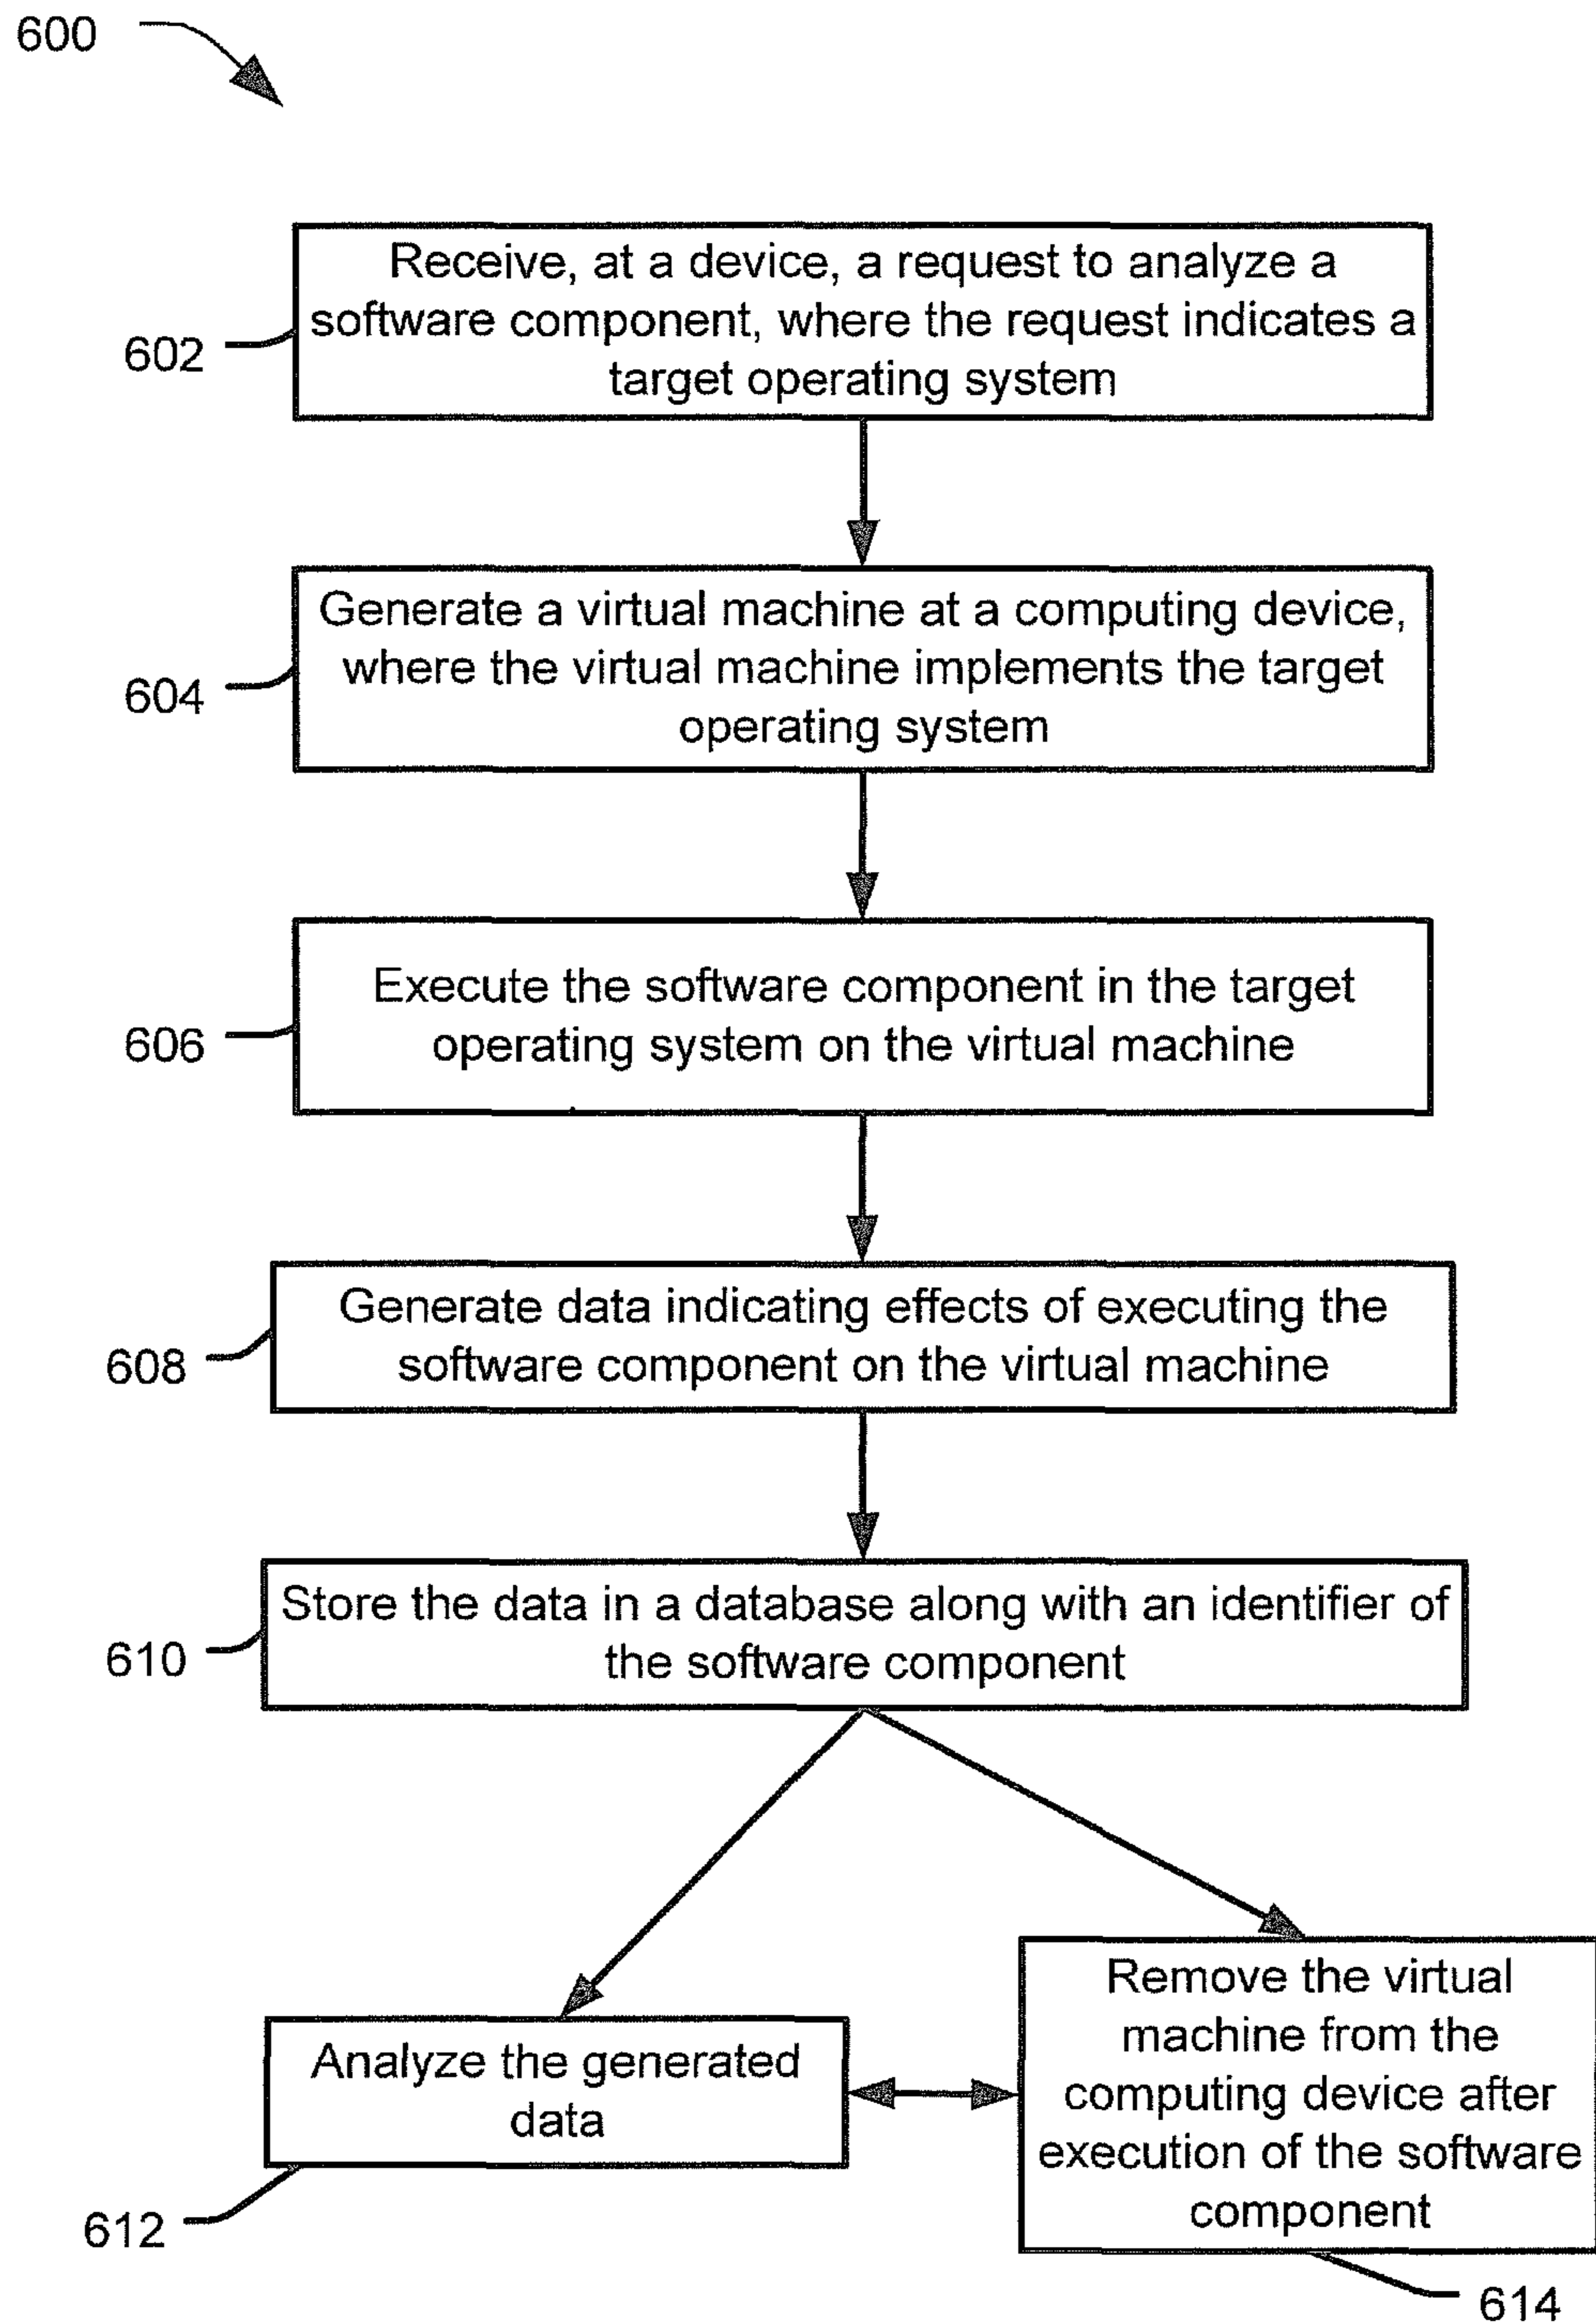 600
Receive, at a device, a request to analyze a
software component, where the request indicates a
target operating system
602
Generate a virtual machine at a computing device,
where the virtual machine implements the target
operating system
604
Execute the software component in the target
operating system on the virtual machine
606
Generate data indicating effects of executing the
software component on the virtual machine
608
Store the data in a database along with an identifier of
the software component
610
Analyze the generated
data
612
Remove the virtual
machine from the
computing device after
execution of the software
component
614